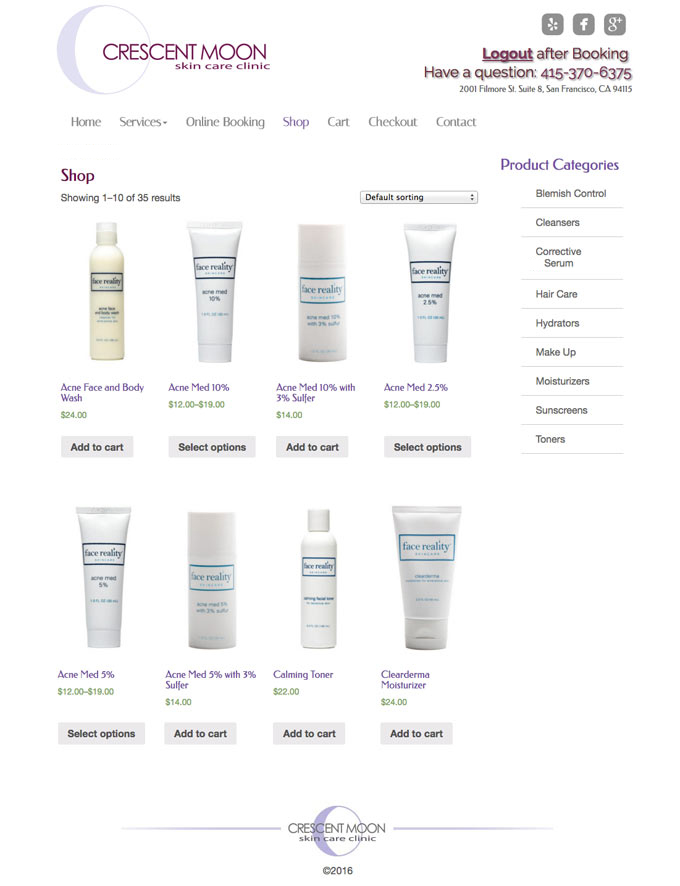 CRESCENT MOON
skin care clinic
Logout after Booking
Have a question: 415-370-6375
2001 Filmore St. Suite 8, San Francisco, CA 94115
Home Services Online Booking Shop Cart Checkout Contact
Shop
Showing 1–10 of 35 results
Default sorting
face reality
SKINCARE
acne face
and body wash
face reality
SKINCARE
acne med
10%
face reality
SKINCARE
acne med 10%
with 3% sulfur
face reality
SKINCARE
acne med
2.5%
Acne Face and Body
Wash
$24.00
Add to cart
Acne Med 10%
$12.00–$19.00
Select options
Acne Med 10% with
3% Sulfer
$14.00
Add to cart
Acne Med 2.5%
$12.00–$19.00
Select options
face reality
SKINCARE
acne med
5%
face reality
SKINCARE
acne med 5%
with 3% sulfur
face reality
SKINCARE
calming facial toner
face reality
SKINCARE
clearderma
Acne Med 5%
$12.00–$19.00
Select options
Acne Med 5% with 3%
Sulfer
$14.00
Add to cart
Calming Toner
$22.00
Add to cart
Clearderma
Moisturizer
$24.00
Add to cart
Product Categories
Blemish Control
Cleansers
Corrective
Serum
Hair Care
Hydrators
Make Up
Moisturizers
Sunscreens
Toners
CRESCENT MOON
skin care clinic
©2016